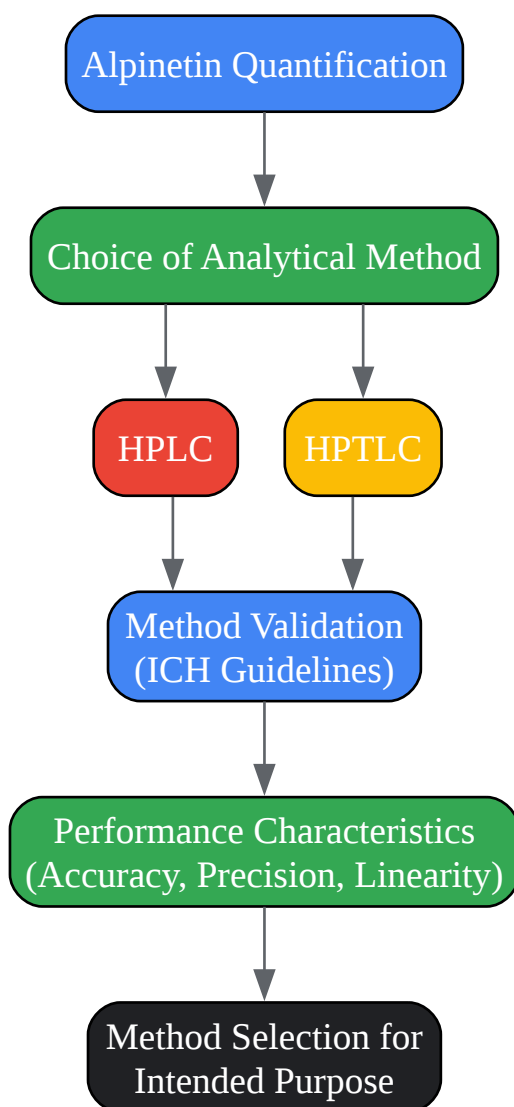 Alpinetin Quantification
Choice of Analytical Method
HPLC
HPTLC
Method Validation
(ICH Guidelines)
Performance Characteristics
(Accuracy, Precision, Linearity)
Method Selection for
Intended Purpose